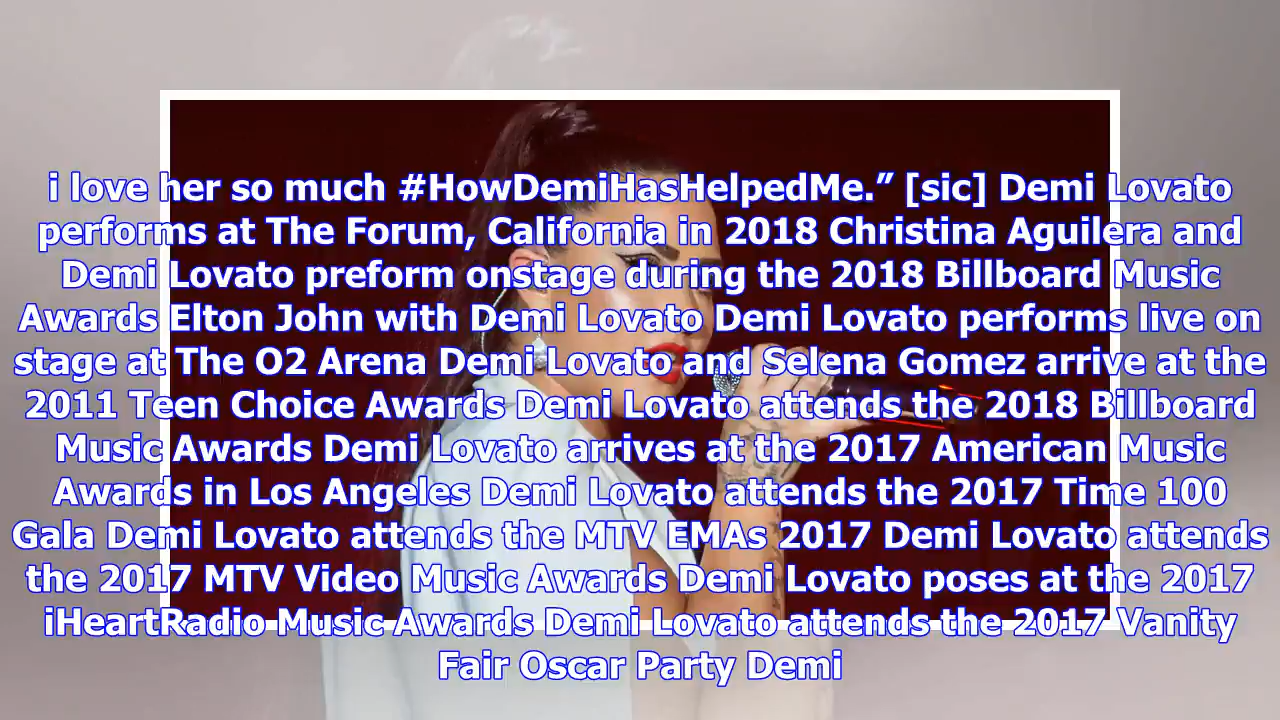 i love her so much #HowDemiHasHelpedMe.” [sic] Demi Lovato
performs at The Forum, California in 2018 Christina Aguilera and
Demi Lovato preform onstage during the 2018 Billboard Music
Awards Elton John with Demi Lovato Demi Lovato performs live on
stage at The O2 Arena Demi Lovato and Selena Gomez arrive at the
2011 Teen Choice Awards Demi Lovato attends the 2018 Billboard
Music Awards Demi Lovato arrives at the 2017 American Music
Awards in Los Angeles Demi Lovato attends the 2017 Time 100
Gala Demi Lovato attends the MTV EMAs 2017 Demi Lovato attends
the 2017 MTV Video Music Awards Demi Lovato poses at the 2017
iHeartRadio Music Awards Demi Lovato attends the 2017 Vanity
Fair Oscar Party Demi